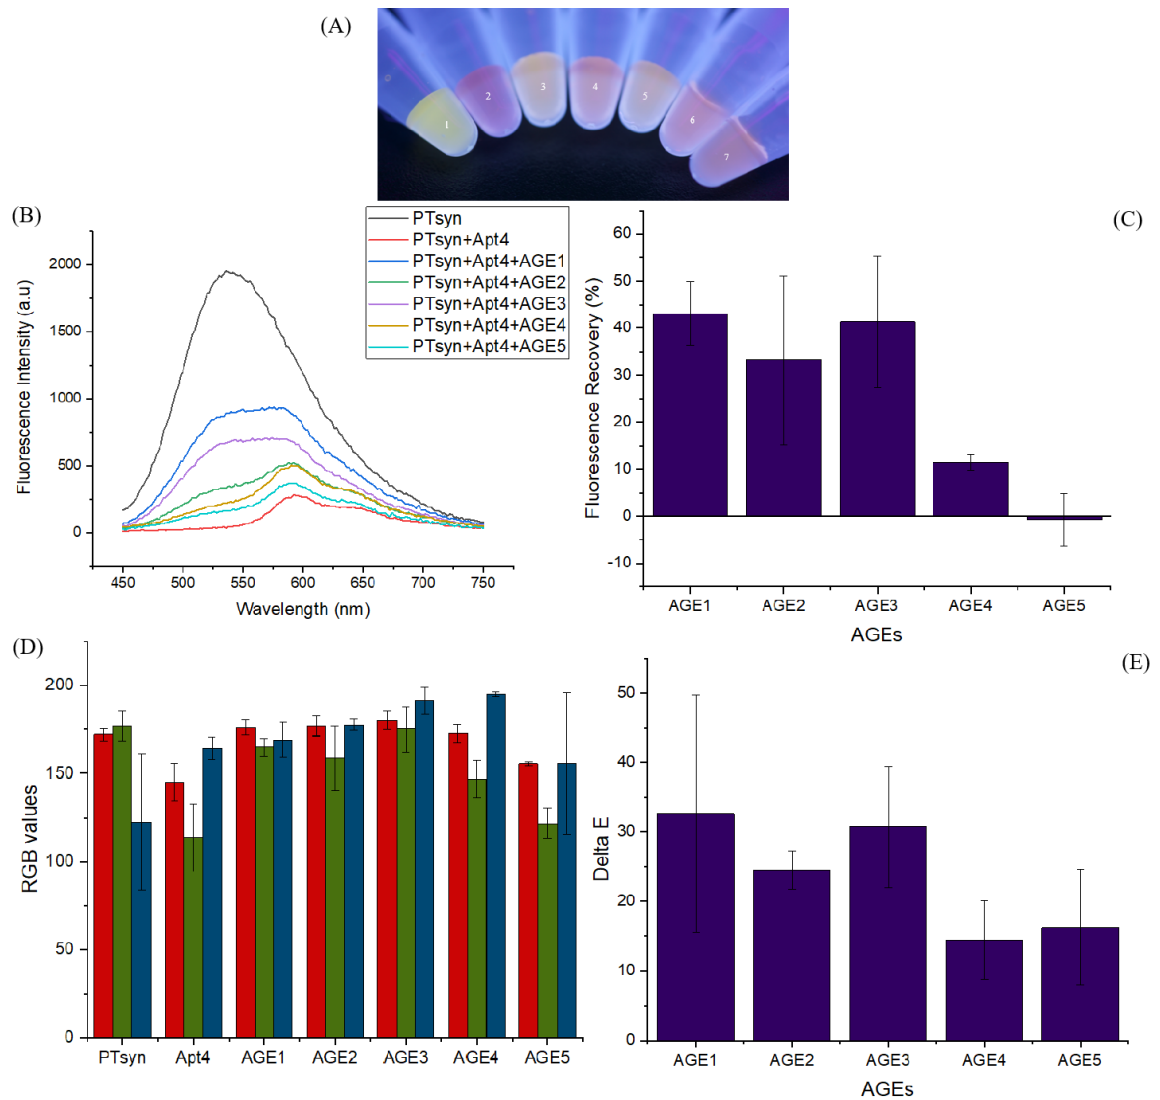 (A)
1
2
3
4
5
6
7
(B)
PTsyn
PTsyn+Apt4
PTsyn+Apt4+AGE1
PTsyn+Apt4+AGE2
PTsyn+Apt4+AGE3
PTsyn+Apt4+AGE4
PTsyn+Apt4+AGE5
2000
1500
1000
500
0
Fluorescence Intensity (a.u)
450 500 550 600 650 700 750
Wavelength (nm)
(C)
60
50
40
30
20
10
0
-10
Fluorescence Recovery (%)
AGE1 AGE2 AGE3 AGE4 AGE5
AGEs
(D)
200
150
100
50
0
RGB values
PTsyn Apt4 AGE1 AGE2 AGE3 AGE4 AGE5
(E)
50
40
30
20
10
0
Delta E
AGE1 AGE2 AGE3 AGE4 AGE5
AGEs